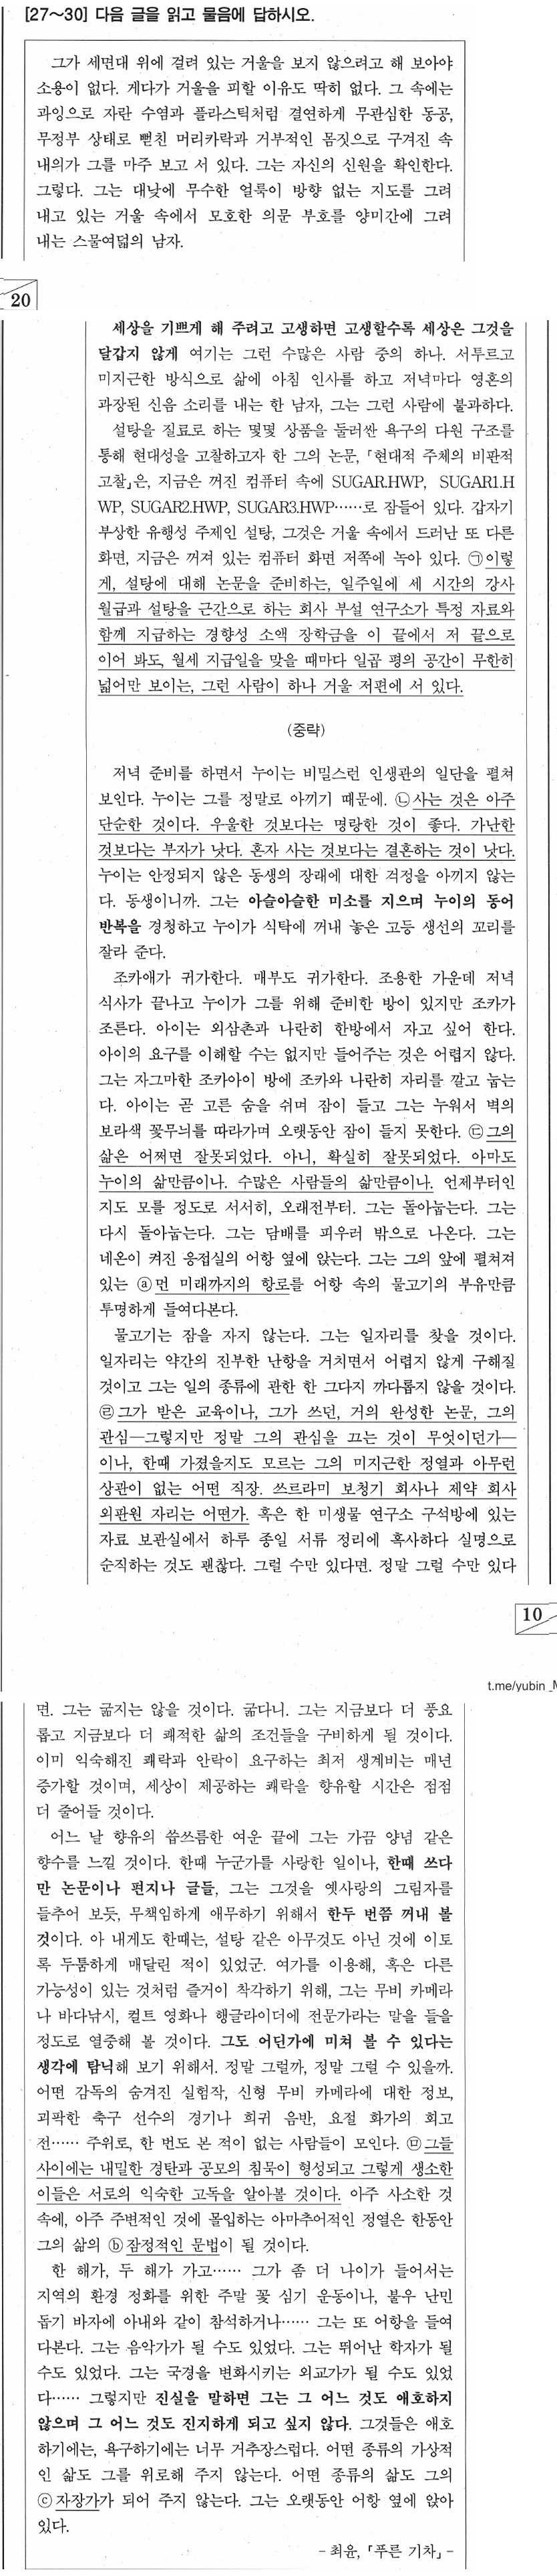 [27～30] 다음 글을 읽고 물음에 답하시오.
그가 세면대 위에 걸려 있는 거울을 보지 않으려고 해 보아야
소용이 없다. 게다가 거울을 피할 이유도 딱히 없다. 그 속에는
과잉으로 자란 수염과 플라스틱처럼 결연하게 무관심한 동공,
무정부 상태로 뻗친 머리카락과 거부적인 몸짓으로 구겨진 속
내의가 그를 마주 보고 서 있다. 그는 자신의 신원을 확인한다.
그렇다. 그는 대낮에 무수한 얼룩이 방향 없는 지도를 그려
내고 있는 거울 속에서 모호한 의문 부호를 양미간에 그려
내는 스물여덟의 남자.
20
세상을 기쁘게 해 주려고 고생하면 고생할수록 세상은 그것을
달갑지 않게 여기는 그런 수많은 사람 중의 하나. 서투르고
미지근한 방식으로 삶에 아침 인사를 하고 저녁마다 영혼의
과장된 신음 소리를 내는 한 남자, 그는 그런 사람에 불과하다.
설탕을 질료로 하는 몇몇 상품을 둘러싼 욕구의 다원 구조를
통해 현대성을 고찰하고자 한 그의 논문, 「현대적 주체의 비판적
고찰」은, 지금은 꺼진 컴퓨터 속에 SUGAR.HWP, SUGAR1.H
WP, SUGAR2.HWP, SUGAR3.HWP……로 잠들어 있다. 갑자기
부상한 유행성 주제인 설탕, 그것은 거울 속에서 드러난 또 다른
화면, 지금은 꺼져 있는 컴퓨터 화면 저쪽에 녹아 있다. ㉠이렇
게, 설탕에 대해 논문을 준비하는, 일주일에 세 시간의 강사
월급과 설탕을 근간으로 하는 회사 부설 연구소가 특정 자료와
함께 지급하는 경향성 소액 장학금을 이 끝에서 저 끝으로
이어 봐도, 월세 지급일을 맞을 때마다 일곱 평의 공간이 무한히
넓어만 보이는, 그런 사람이 하나 거울 저편에 서 있다.
(중략)
저녁 준비를 하면서 누이는 비밀스런 인생관의 일단을 펼쳐
보인다. 누이는 그를 정말로 아끼기 때문에. ㉡사는 것은 아주
단순한 것이다. 우울한 것보다는 명랑한 것이 좋다. 가난한
것보다는 부자가 낫다. 혼자 사는 것보다는 결혼하는 것이 낫다.
누이는 안정되지 않은 동생의 장래에 대한 걱정을 아끼지 않는
다. 동생이니까. 그는 아슬아슬한 미소를 지으며 누이의 동어
반복을 경청하고 누이가 식탁에 꺼내 놓은 고등 생선의 꼬리를
잘라 준다.
조카애가 귀가한다. 매부도 귀가한다. 조용한 가운데 저녁
식사가 끝나고 누이가 그를 위해 준비한 방이 있지만 조카가
조른다. 아이는 외삼촌과 나란히 한방에서 자고 싶어 한다.
아이의 요구를 이해할 수는 없지만 들어주는 것은 어렵지 않다.
그는 자그마한 조카아이 방에 조카와 나란히 자리를 깔고 눕는
다. 아이는 곧 고른 숨을 쉬며 잠이 들고 그는 누워서 벽의
보라색 꽃무늬를 따라가며 오랫동안 잠이 들지 못한다. ㉢그의
삶은 어쩌면 잘못되었다. 아니, 확실히 잘못되었다. 아마도
누이의 삶만큼이나. 수많은 사람들의 삶만큼이나. 언제부터인
지도 모를 정도로 서서히, 오래전부터. 그는 돌아눕는다. 그는
다시 돌아눕는다. 그는 담배를 피우러 밖으로 나온다. 그는
네온이 켜진 응접실의 어항 옆에 앉는다. 그는 그의 앞에 펼쳐져
있는 ⓐ먼 미래까지의 항로를 어항 속의 물고기의 부유만큼
투명하게 들여다본다.
물고기는 잠을 자지 않는다. 그는 일자리를 찾을 것이다.
일자리는 약간의 진부한 난항을 거치면서 어렵지 않게 구해질
것이고 그는 일의 종류에 관한 한 그다지 까다롭지 않을 것이다.
㉣그가 받은 교육이나, 그가 쓰던, 거의 완성한 논문, 그의
관심―그렇지만 정말 그의 관심을 끄는 것이 무엇이던가―
이나, 한때 가졌을지도 모르는 그의 미지근한 정열과 아무런
상관이 없는 어떤 직장. 쓰르라미 보청기 회사나 제약 회사
외판원 자리는 어떤가. 혹은 한 미생물 연구소 구석방에 있는
자료 보관실에서 하루 종일 서류 정리에 혹사하다 실명으로
순직하는 것도 괜찮다. 그럴 수만 있다면. 정말 그럴 수만 있다
10
t.me/yubin_M
면. 그는 굶지는 않을 것이다. 굶다니. 그는 지금보다 더 풍요
롭고 지금보다 더 쾌적한 삶의 조건들을 구비하게 될 것이다.
이미 익숙해진 쾌락과 안락이 요구하는 최저 생계비는 매년
증가할 것이며, 세상이 제공하는 쾌락을 향유할 시간은 점점
더 줄어들 것이다.
어느 날 향유의 씁쓰름한 여운 끝에 그는 가끔 양념 같은
향수를 느낄 것이다. 한때 누군가를 사랑한 일이나, 한때 쓰다
만 논문이나 편지나 글들, 그는 그것을 옛사랑의 그림자를
들추어 보듯, 무책임하게 애무하기 위해서 한두 번쯤 꺼내 볼
것이다. 아 내게도 한때는, 설탕 같은 아무것도 아닌 것에 이토
록 두툼하게 매달린 적이 있었군. 여가를 이용해, 혹은 다른
가능성이 있는 것처럼 즐거이 착각하기 위해, 그는 무비 카메라
나 바다낚시, 컬트 영화나 행글라이더에 전문가라는 말을 들을
정도로 열중해 볼 것이다. 그도 어딘가에 미쳐 볼 수 있다는
생각에 탐닉해 보기 위해서. 정말 그럴까, 정말 그럴 수 있을까.
어떤 감독의 숨겨진 실험작, 신형 무비 카메라에 대한 정보,
괴팍한 축구 선수의 경기나 희귀 음반, 요절 화가의 회고
전…… 주위로, 한 번도 본 적이 없는 사람들이 모인다. ㉤그들
사이에는 내밀한 경탄과 공모의 침묵이 형성되고 그렇게 생소한
이들은 서로의 익숙한 고독을 알아볼 것이다. 아주 사소한 것
속에, 아주 주변적인 것에 몰입하는 아마추어적인 정열은 한동안
그의 삶의 ⓑ잠정적인 문법이 될 것이다.
한 해가, 두 해가 가고…… 그가 좀 더 나이가 들어서는
지역의 환경 정화를 위한 주말 꽃 심기 운동이나, 불우 난민
돕기 바자에 아내와 같이 참석하거나…… 그는 또 어항을 들여
다본다. 그는 음악가가 될 수도 있었다. 그는 뛰어난 학자가 될
수도 있었다. 그는 국경을 변화시키는 외교가가 될 수도 있었
다…… 그렇지만 진실을 말하면 그는 그 어느 것도 애호하지
않으며 그 어느 것도 진지하게 되고 싶지 않다. 그것들은 애호
하기에는, 욕구하기에는 너무 거추장스럽다. 어떤 종류의 가상적
인 삶도 그를 위로해 주지 않는다. 어떤 종류의 삶도 그의
ⓒ자장가가 되어 주지 않는다. 그는 오랫동안 어항 옆에 앉아
있다.
- 최윤, 「푸른 기차」 -